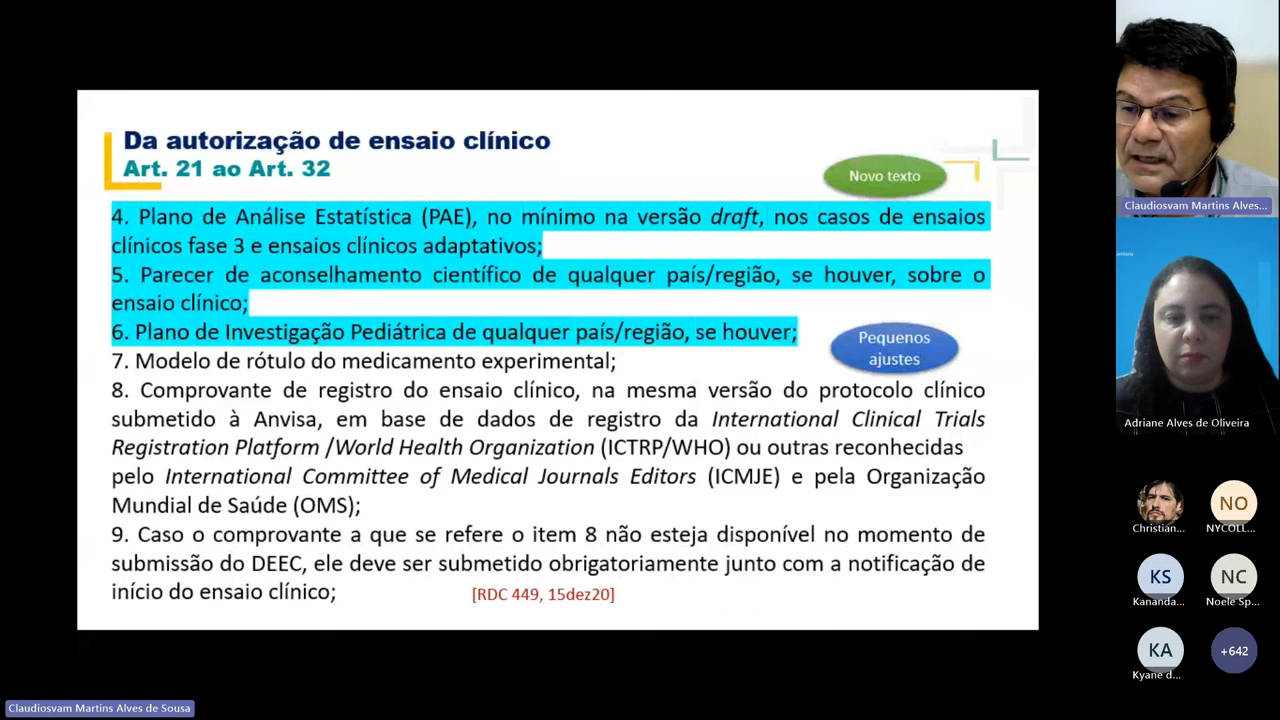 Da autorização de ensaio clínico
Art. 21 ao Art. 32
Novo texto
4. Plano de Análise Estatística (PAE), no mínimo na versão draft, nos casos de ensaios
clínicos fase 3 e ensaios clínicos adaptativos;
5. Parecer de aconselhamento científico de qualquer país/região, se houver, sobre o
ensaio clínico;
6. Plano de Investigação Pediátrica de qualquer país/região, se houver;
Pequenos
ajustes
7. Modelo de rótulo do medicamento experimental;
8. Comprovante de registro do ensaio clínico, na mesma versão do protocolo clínico
submetido à Anvisa, em base de dados de registro da International Clinical Trials
Registration Platform /World Health Organization (ICTRP/WHO) ou outras reconhecidas
pelo International Committee of Medical Journals Editors (ICMJE) e pela Organização
Mundial de Saúde (OMS);
9. Caso o comprovante a que se refere o item 8 não esteja disponível no momento de
submissão do DEEC, ele deve ser submetido obrigatoriamente junto com a notificação de
início do ensaio clínico;
[RDC 449, 15dez20]
Claudiosvam Martins Alves...
Adriane Alves de Oliveira
Christian...
NO
NYCOLL...
KS
Kananda...
NC
Noele Sp...
KA
Kyane d...
+642
Claudiosvam Martins Alves de Sousa